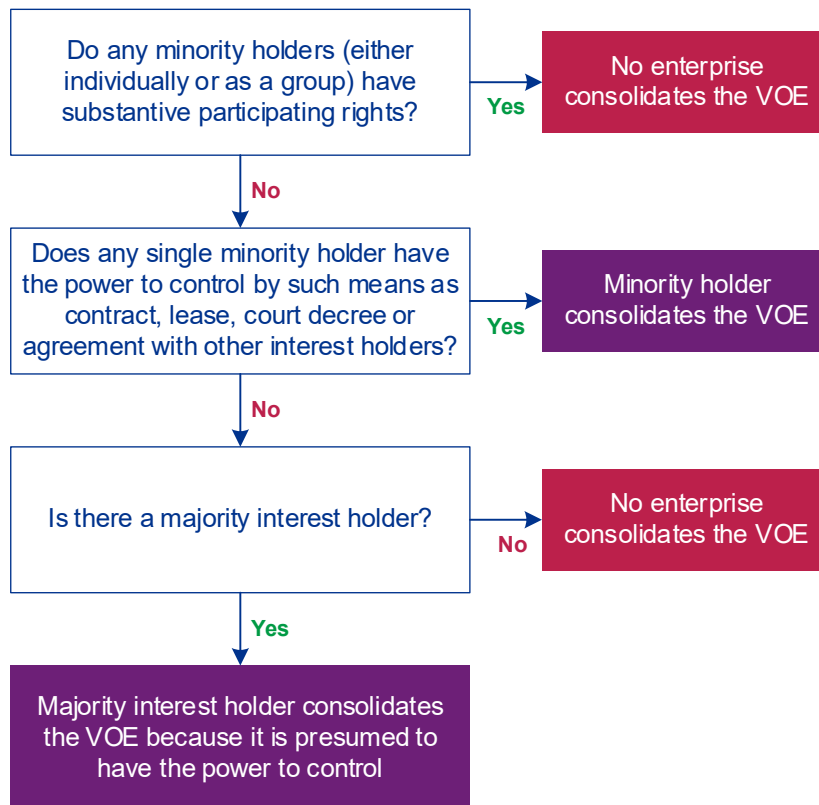 Do any minority holders (either
individually or as a group) have
substantive participating rights?
Yes
No enterprise
consolidates the VOE
No
Does any single minority holder have
the power to control by such means as
contract, lease, court decree or
agreement with other interest holders?
Yes
Minority holder
consolidates the VOE
No
Is there a majority interest holder?
No
No enterprise
consolidates the VOE
Yes
Majority interest holder consolidates
the VOE because it is presumed to
have the power to control